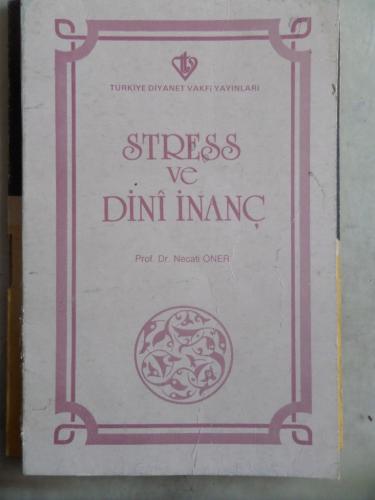 TÜRKİYE DİYANET VAKFI YAYINLARI
STRESS
ve
DİNÎ İNANÇ
Prof. Dr. Necati ÖNER